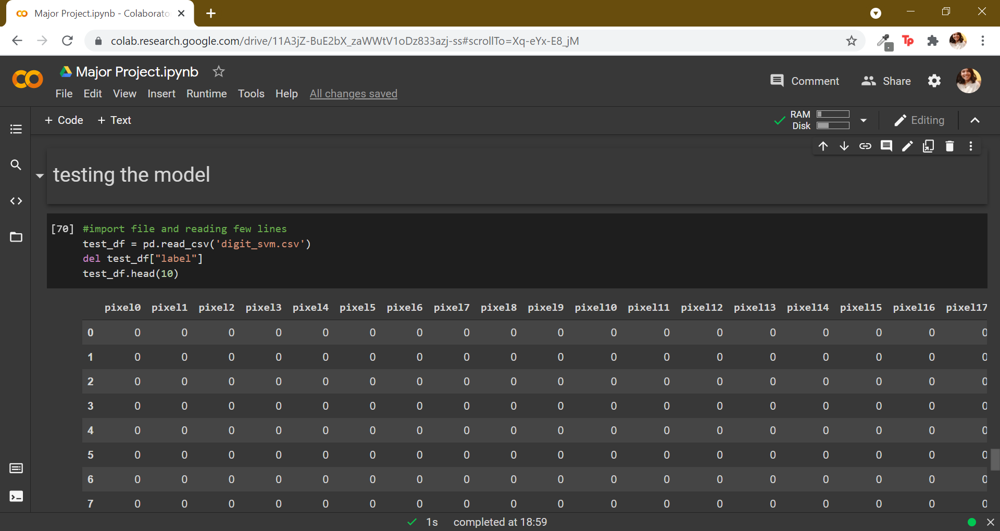 Major Project.ipynb - Colaborato
colab.research.google.com/drive/11A3jZ-BuE2bX_zaWWtV1oDz833azj-ss#scrollTo=Xq-eYx-E8_jM
Tp
Major Project.ipynb
Comment Share
File Edit View Insert Runtime Tools Help All changes saved
+ Code + Text
RAM
Disk
Editing
testing the model
[70] #import file and reading few lines
test_df = pd.read_csv('digit_svm.csv')
del test_df["label"]
test_df.head(10)
pixel0 pixel1 pixel2 pixel3 pixel4 pixel5 pixel6 pixel7 pixel8 pixel9 pixel10 pixel11 pixel12 pixel13 pixel14 pixel15 pixel16 pixel17
0 0 0 0 0 0 0 0 0 0 0 0 0 0 0 0 0 0 0
1 0 0 0 0 0 0 0 0 0 0 0 0 0 0 0 0 0 0
2 0 0 0 0 0 0 0 0 0 0 0 0 0 0 0 0 0 0
3 0 0 0 0 0 0 0 0 0 0 0 0 0 0 0 0 0 0
4 0 0 0 0 0 0 0 0 0 0 0 0 0 0 0 0 0 0
5 0 0 0 0 0 0 0 0 0 0 0 0 0 0 0 0 0 0
6 0 0 0 0 0 0 0 0 0 0 0 0 0 0 0 0 0 0
7 0 0 0 0 0 0 0 0 0 0 0 0 0 0 0 0 0 0
1s completed at 18:59